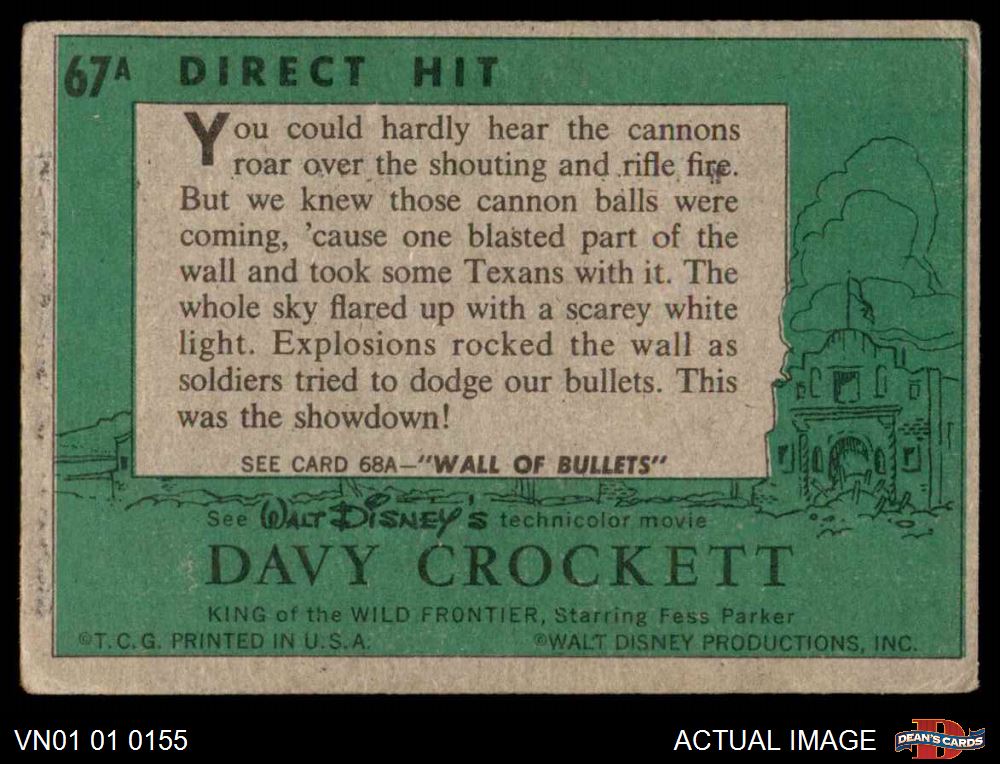 67A DIRECT HIT
You could hardly hear the cannons
roar over the shouting and rifle fire.
But we knew those cannon balls were
coming, 'cause one blasted part of the
wall and took some Texans with it. The
whole sky flared up with a scarey white
light. Explosions rocked the wall as
soldiers tried to dodge our bullets. This
was the showdown!
SEE CARD 68A—"WALL OF BULLETS"
See WALT DISNEY'S technicolor movie
DAVY CROCKETT
KING of the WILD FRONTIER, Starring Fess Parker
©T.C.G. PRINTED IN U.S.A. ©WALT DISNEY PRODUCTIONS, INC.
VN01 01 0155 ACTUAL IMAGE D DEAN'S CARDS